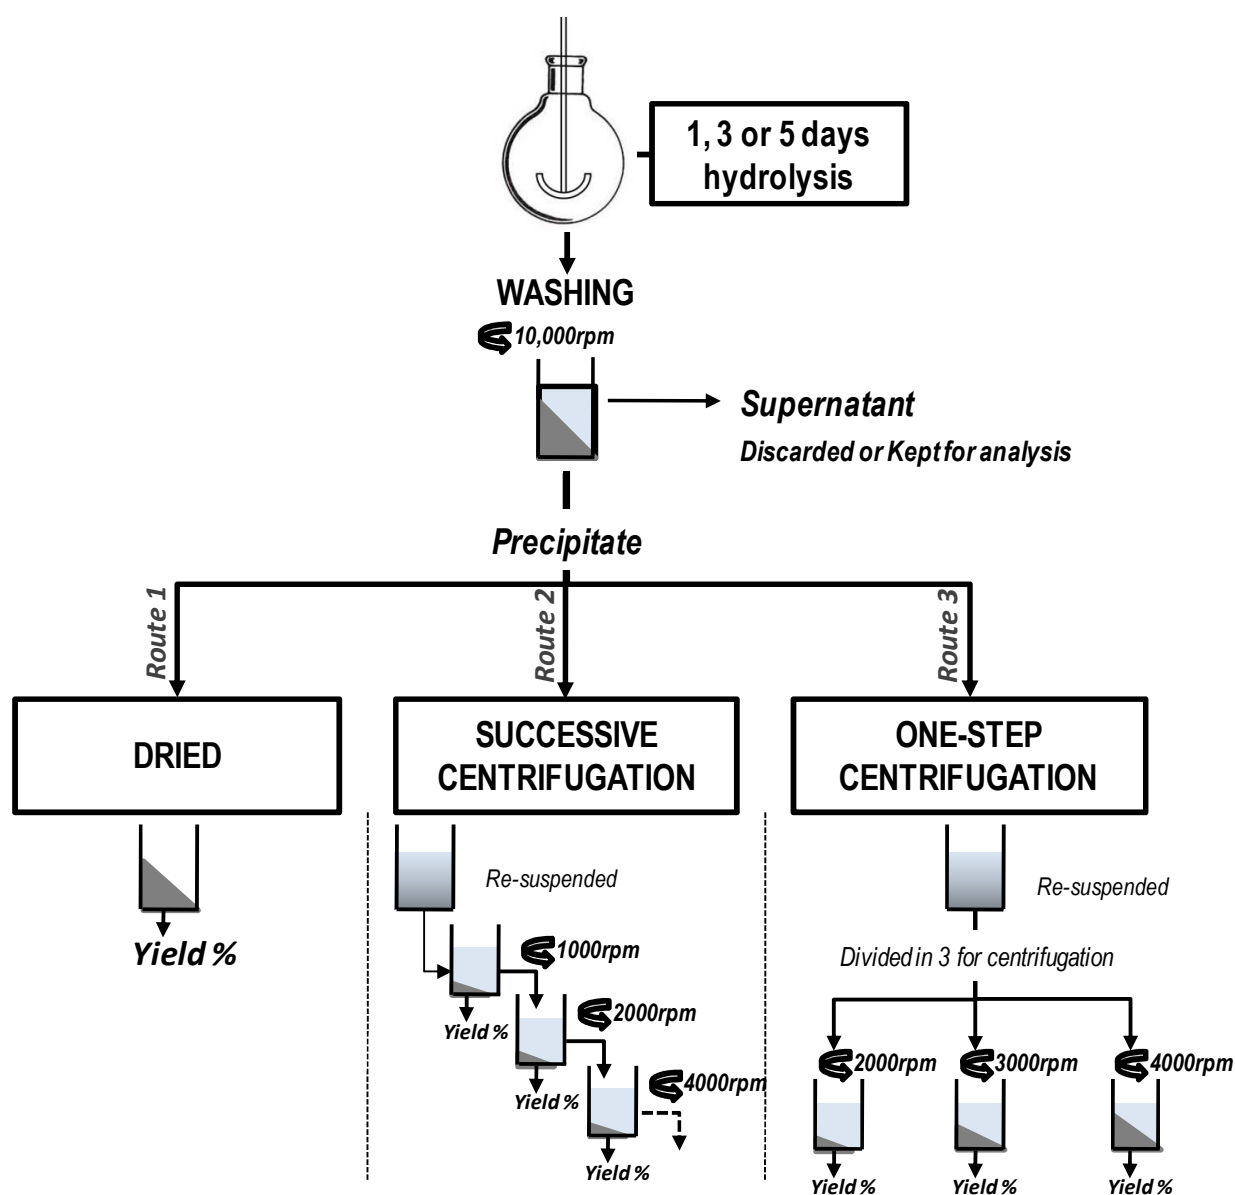 1, 3 or 5 days
hydrolysis
WASHING
10,000rpm
Supernatant
Discarded or Kept for analysis
Precipitate
Route 1
Route 2
Route 3
DRIED
SUCCESSIVE
CENTRIFUGATION
ONE-STEP
CENTRIFUGATION
Yield %
Re-suspended
1000rpm
Yield %
2000rpm
Yield %
4000rpm
Yield %
Re-suspended
Divided in 3 for centrifugation
2000rpm
3000rpm
4000rpm
Yield %
Yield %
Yield %